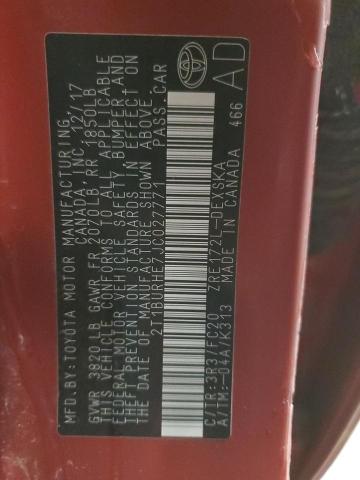 MFD.BY:TOYOTA MOTOR MANUFACTURING,
CANADA, INC. 12/17
GVWR 3820LB GAWR FR 2070LB, RR 1850LB
THIS VEHICLE CONFORMS TO ALL APPLICABLE
FEDERAL MOTOR VEHICLE SAFETY, BUMPER, AND
THEFT PREVENTION STANDARDS IN EFFECT ON
THE DATE OF MANUFACTURE SHOWN ABOVE.
2T1BURHE7JC027771 PASS.CAR
C/TR:3R3/FC20 ZRE172L-DEXSKA
A/TM:-04A/K313 MADE IN CANADA 466
AD
TOYOTA